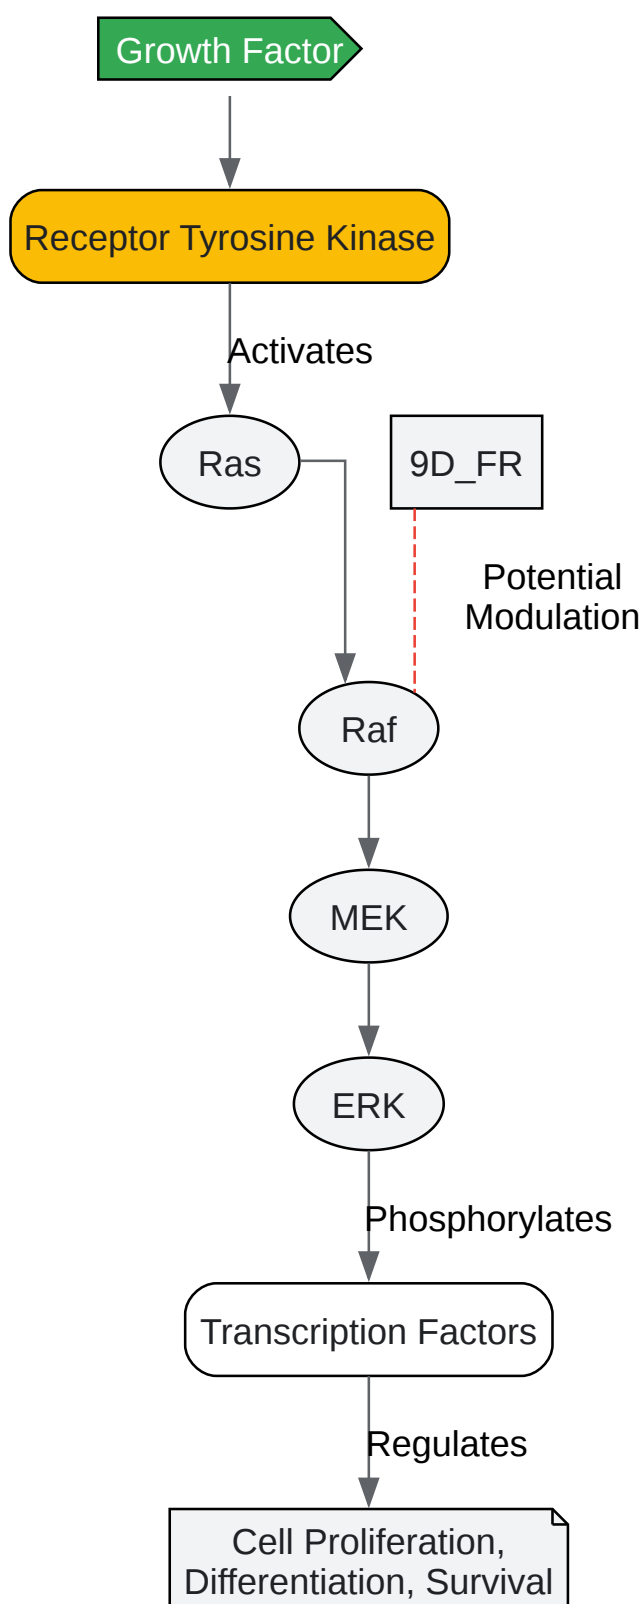 Growth Factor
Receptor Tyrosine Kinase
Activates
Ras
9D_FR
Potential
Modulation
Raf
MEK
ERK
Phosphorylates
Transcription Factors
Regulates
Cell Proliferation,
Differentiation, Survival